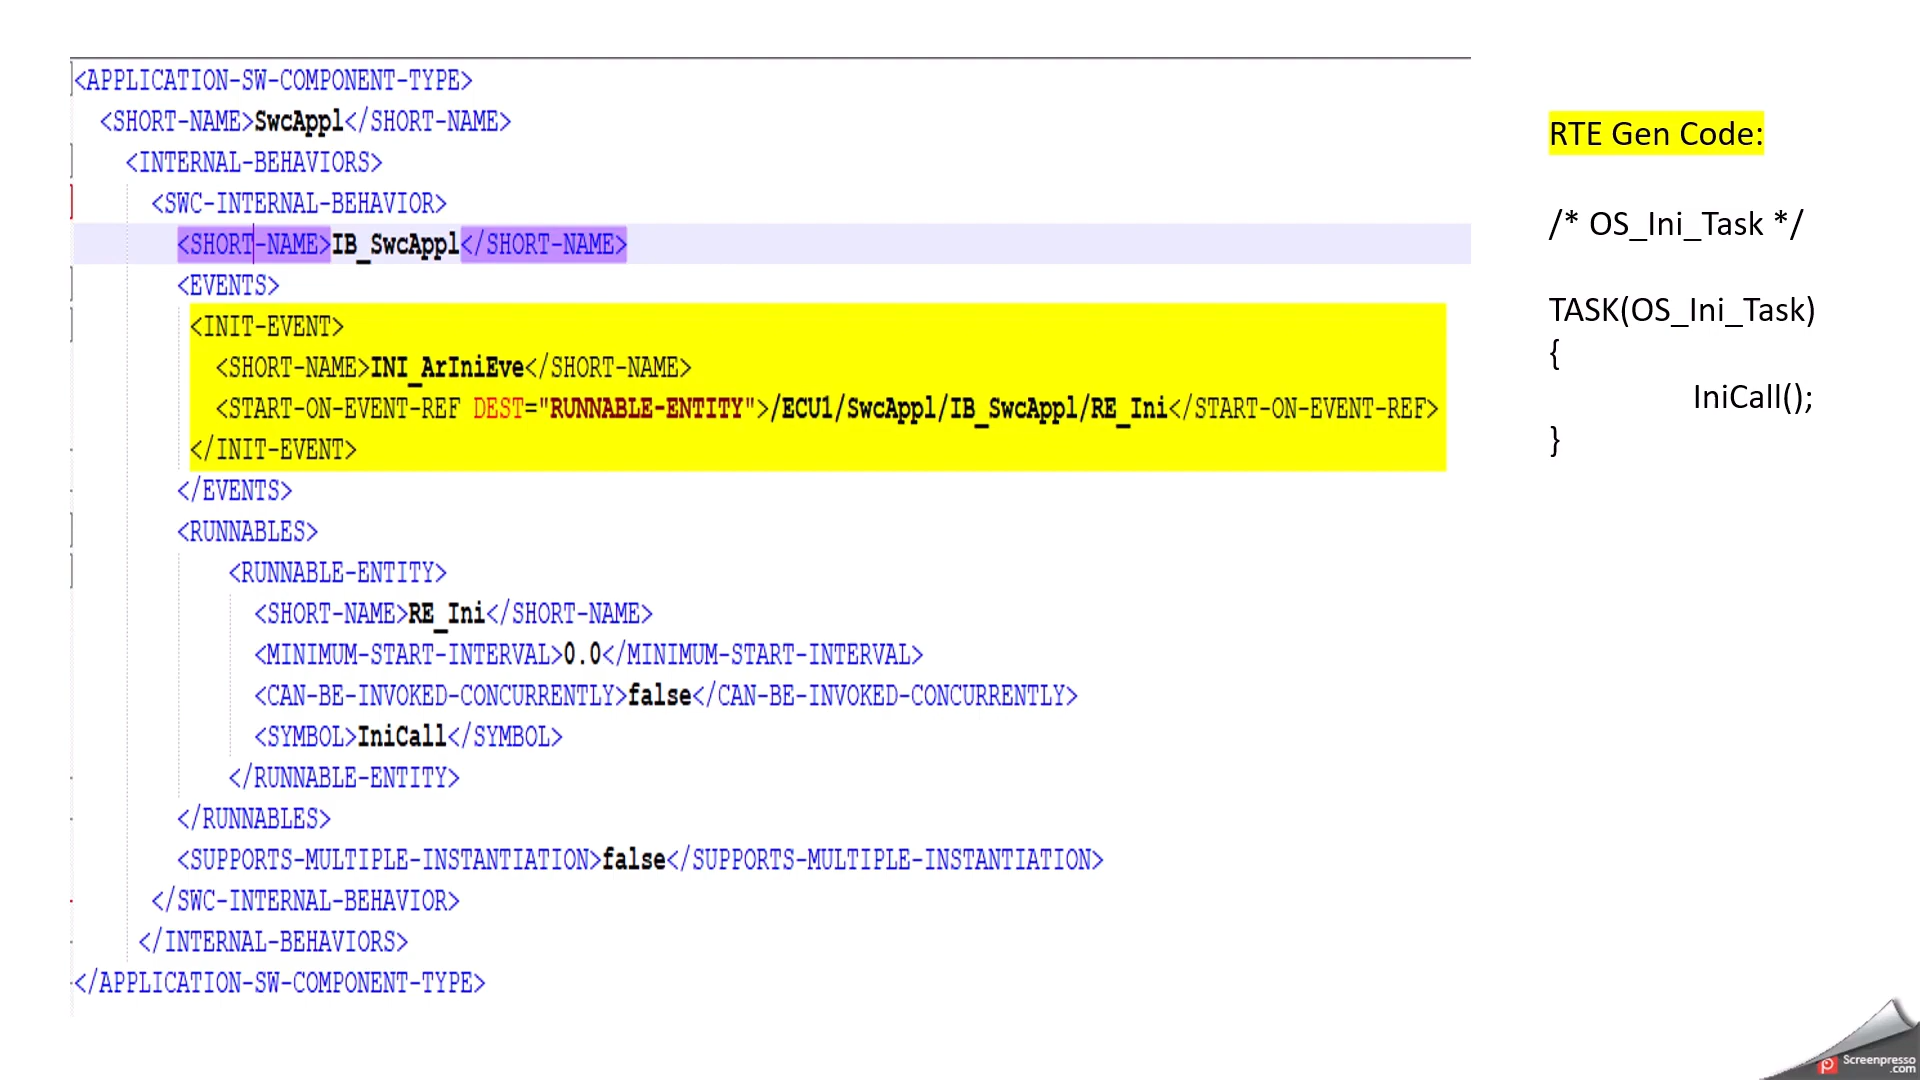 <APPLICATION-SW-COMPONENT-TYPE>
<SHORT-NAME>SwcAppl</SHORT-NAME>
<INTERNAL-BEHAVIORS>
<SWC-INTERNAL-BEHAVIOR>
<SHORT-NAME>IB_SwcAppl</SHORT-NAME>
<EVENTS>
<INIT-EVENT>
<SHORT-NAME>INI_ArIniEve</SHORT-NAME>
<START-ON-EVENT-REF DEST="RUNNABLE-ENTITY">/ECU1/SwcAppl/IB_SwcAppl/RE_Ini</START-ON-EVENT-REF>
</INIT-EVENT>
</EVENTS>
<RUNNABLES>
<RUNNABLE-ENTITY>
<SHORT-NAME>RE_Ini</SHORT-NAME>
<MINIMUM-START-INTERVAL>0.0</MINIMUM-START-INTERVAL>
<CAN-BE-INVOKED-CONCURRENTLY>false</CAN-BE-INVOKED-CONCURRENTLY>
<SYMBOL>IniCall</SYMBOL>
</RUNNABLE-ENTITY>
</RUNNABLES>
<SUPPORTS-MULTIPLE-INSTANTIATION>false</SUPPORTS-MULTIPLE-INSTANTIATION>
</SWC-INTERNAL-BEHAVIOR>
</INTERNAL-BEHAVIORS>
</APPLICATION-SW-COMPONENT-TYPE>
RTE Gen Code:
/* OS_Ini_Task */
TASK(OS_Ini_Task)
{
IniCall();
}
Screenpresso
.com